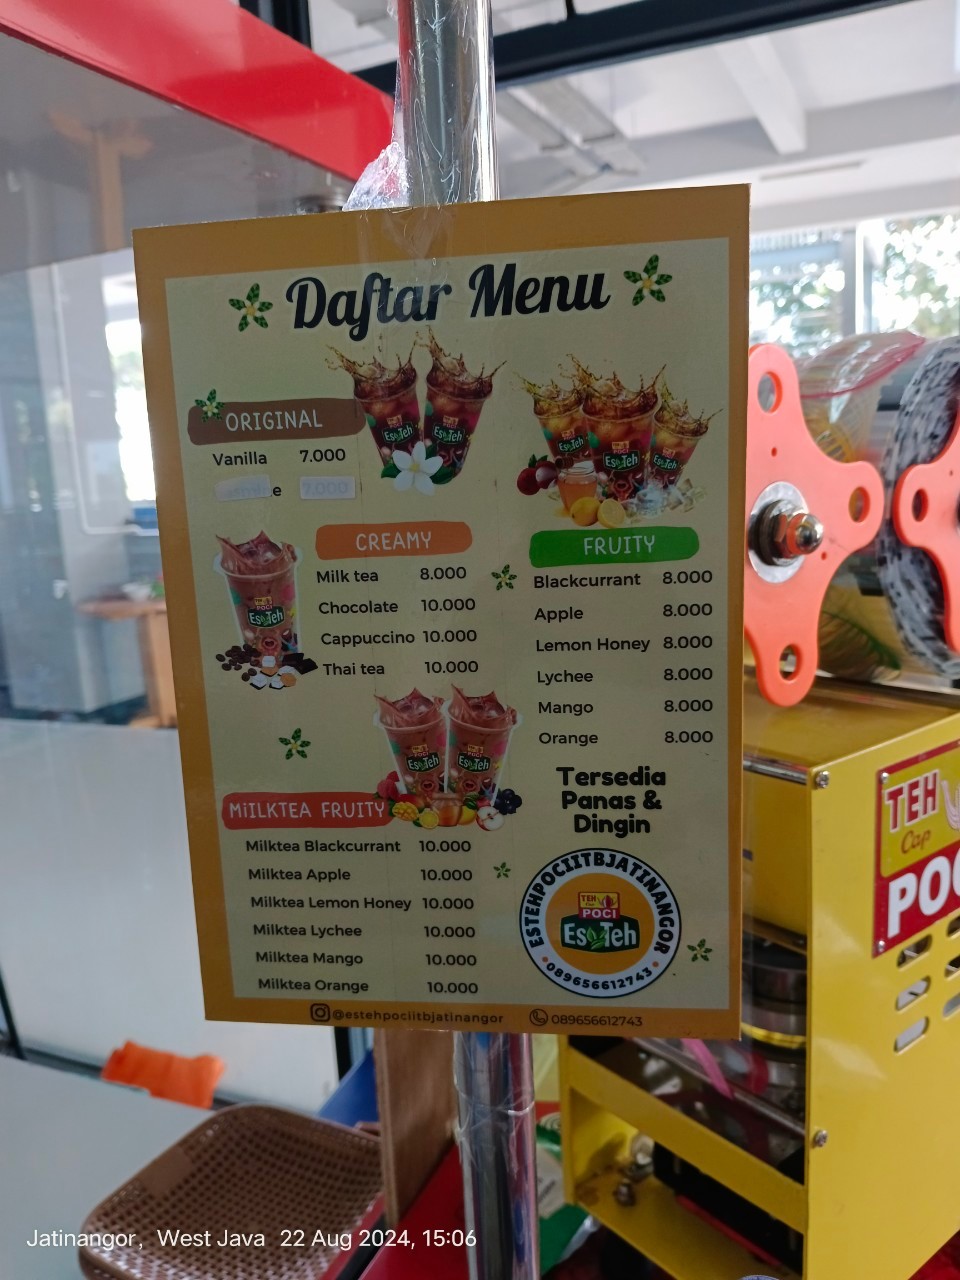 Daftar Menu
ORIGINAL
Vanilla 7.000
7.000
CREAMY
Milk tea 8.000
Chocolate 10.000
Cappuccino 10.000
Thai tea 10.000
FRUITY
Blackcurrant 8.000
Apple 8.000
Lemon Honey 8.000
Lychee 8.000
Mango 8.000
Orange 8.000
MiLKTEA FRUITY
Milktea Blackcurrant 10.000
Milktea Apple 10.000
Milktea Lemon Honey 10.000
Milktea Lychee 10.000
Milktea Mango 10.000
Milktea Orange 10.000
Tersedia
Panas &
Dingin
ESTEHPOCIITBJATINANGOR
TEH
POCI
Es Teh
089656612743
@estehpociitbjatinangor 089656612743
TEH
Cap
POC
Jatinangor, West Java 22 Aug 2024, 15:06